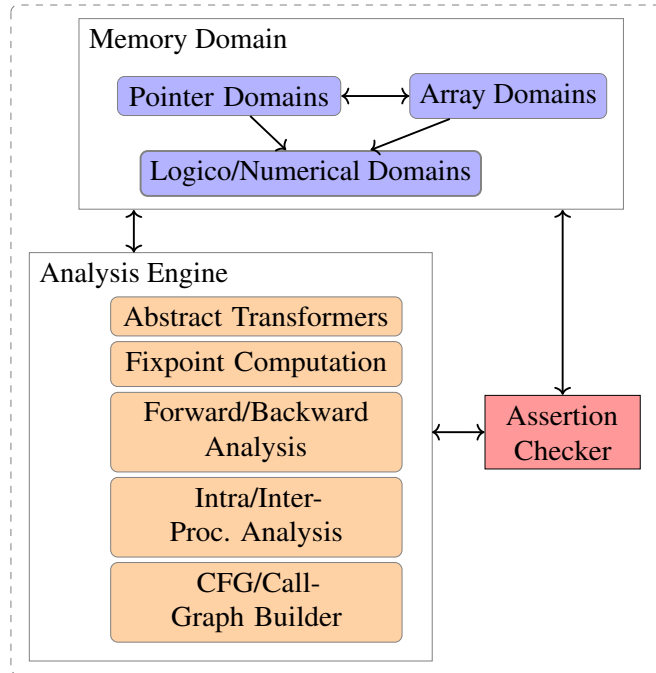 Memory Domain
Pointer Domains
Array Domains
Logico/Numerical Domains
Analysis Engine
Abstract Transformers
Fixpoint Computation
Forward/Backward
Analysis
Intra/Inter-
Proc. Analysis
CFG/Call-
Graph Builder
Assertion
Checker